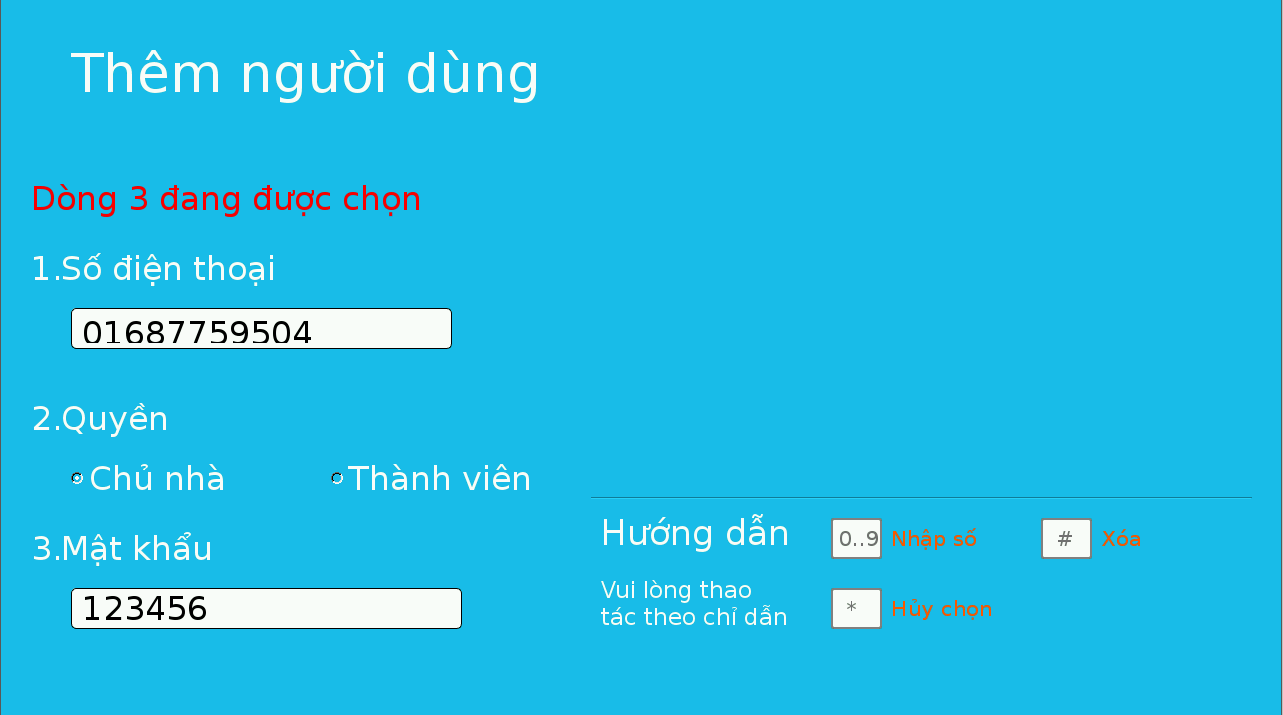 Thêm người dùng
Dòng 3 đang được chọn
1.Số điện thoại
01687759504
2.Quyền
Chủ nhà Thành viên
3.Mật khẩu
123456
Hướng dẫn
Vui lòng thao
tác theo chỉ dẫn
0..9 Nhập số # Xóa
* Hủy chọn